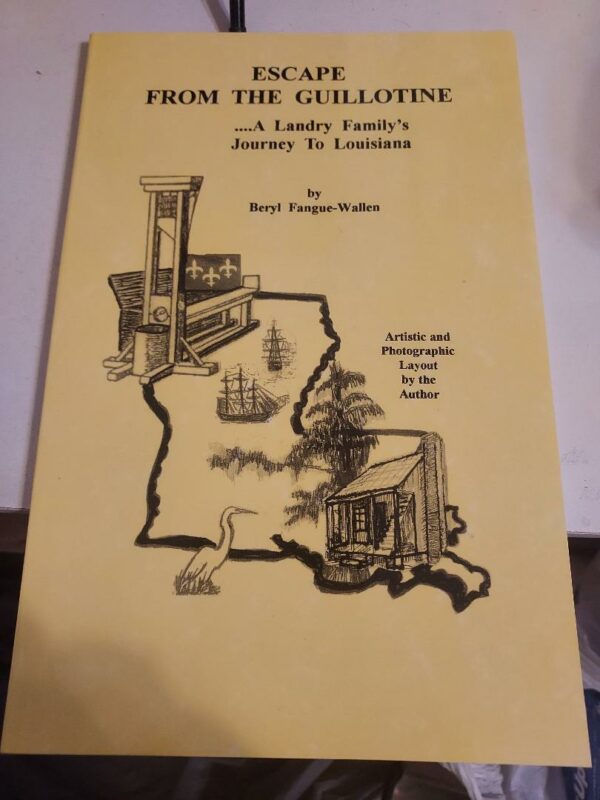 ESCAPE
FROM THE GUILLOTINE
....A Landry Family's
Journey To Louisiana
by
Beryl Fangue-Wallen
Artistic and
Photographic
Layout
by the
Author